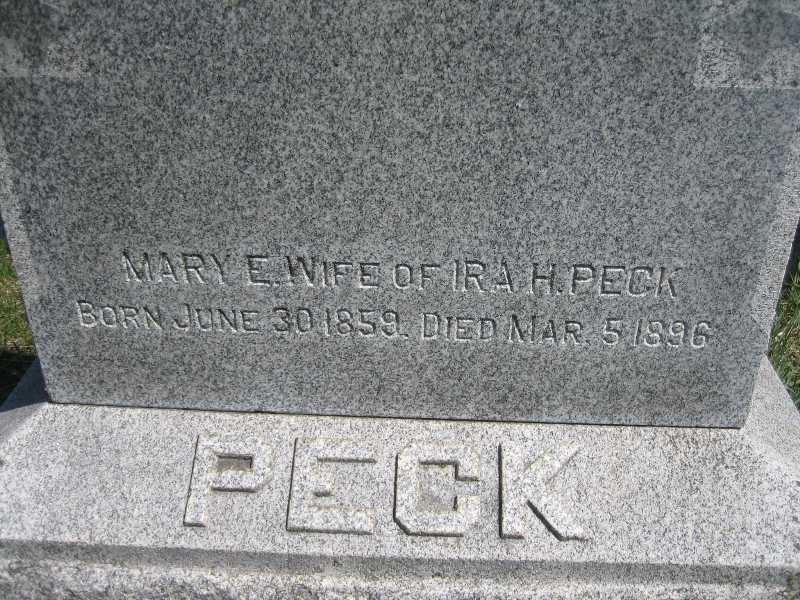 MARY E. WIFE OF IRA H. PECK
BORN JUNE 30 1859. DIED MAR. 5 1896
PECK